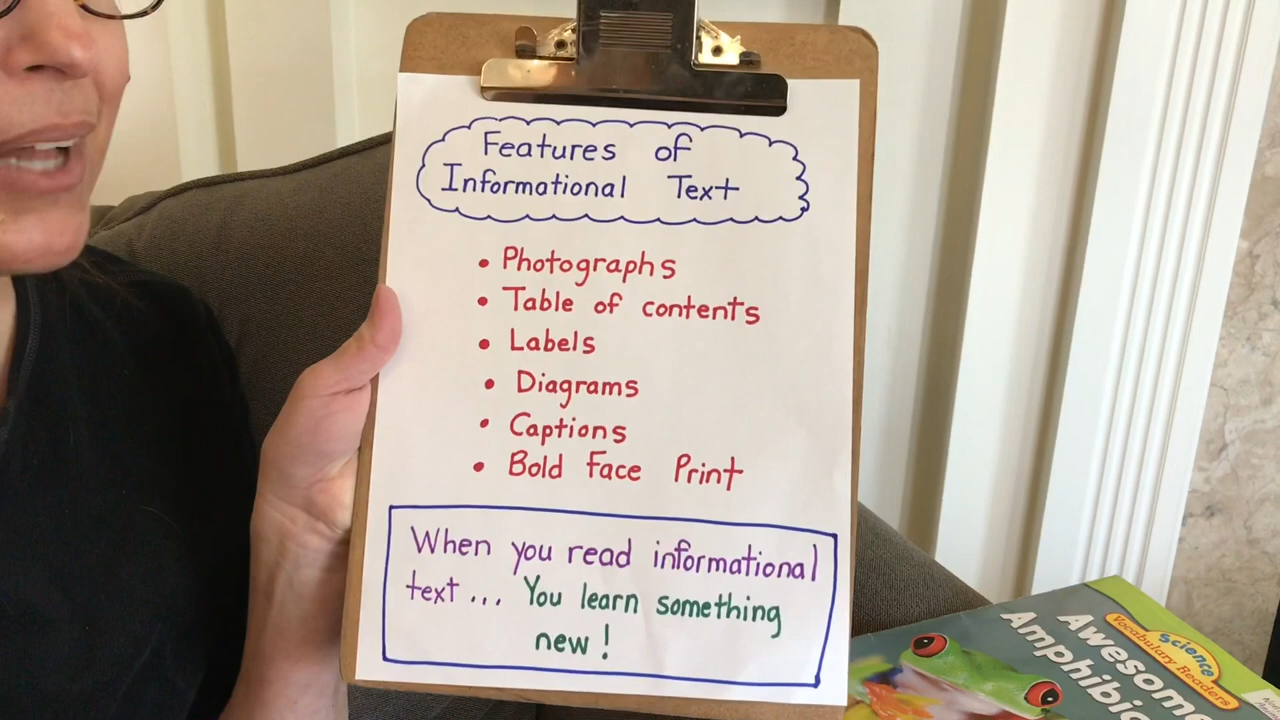 Features of
Informational Text
• Photographs
• Table of contents
• Labels
• Diagrams
• Captions
• Bold Face Print
When you read informational
text... You learn something
new!
Science
Vocabulary Readers
Awesome